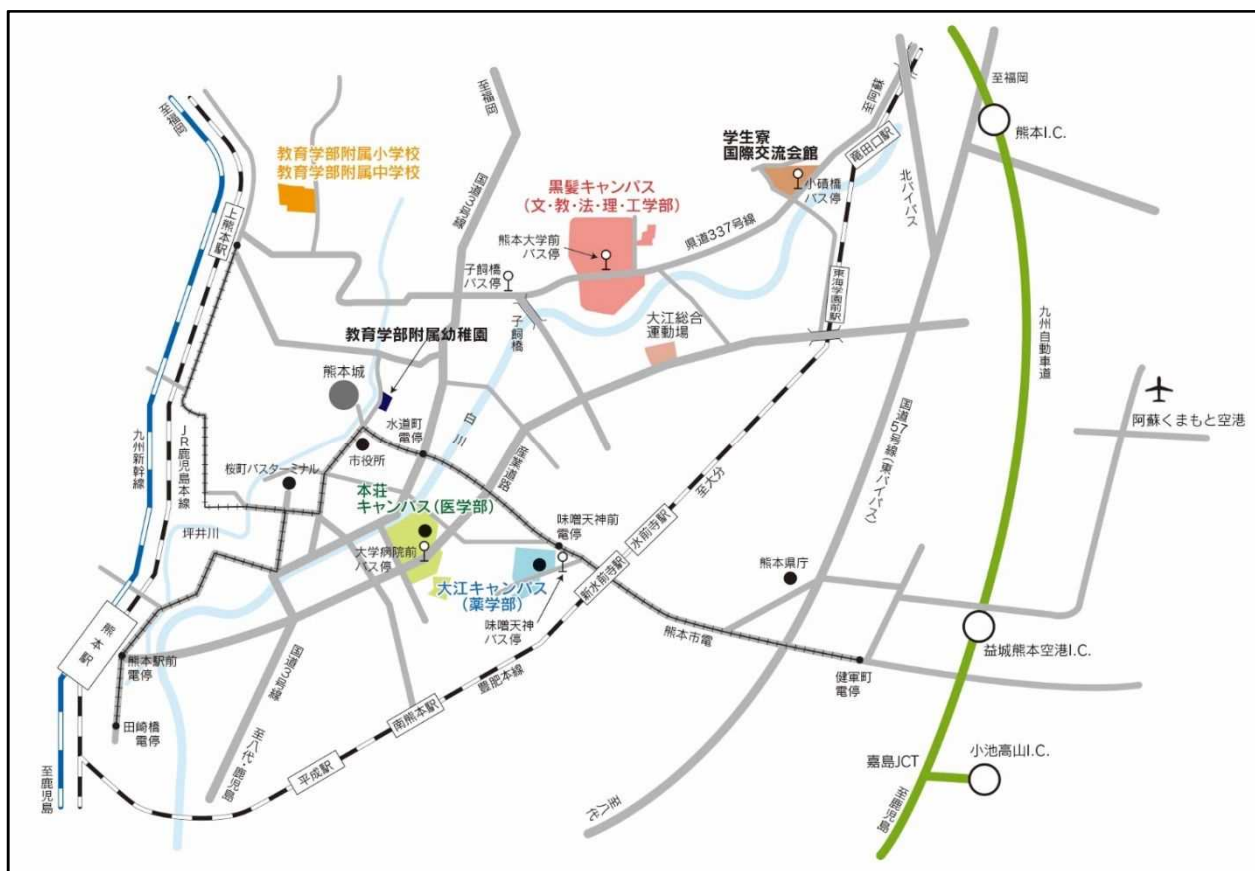 至福岡
至福岡
至阿蘇
至福岡
熊本I.C.
教育学部附属小学校
教育学部附属中学校
学生寮
国際交流会館
竜田口駅
小磧橋
バス停
北バイパス
国道3号線
黒髪キャンパス
(文・教・法・理・工学部)
熊本大学前
バス停
県道337号線
上熊本駅
子飼橋
バス停
子飼橋
東海学園前駅
大江総合
運動場
九州自動車道
教育学部附属幼稚園
熊本城
水道町
電停
白川
市役所
産業道路
国道57号線(東バイパス)
阿蘇くまもと空港
九州新幹線
JR鹿児島本線
桜町バスターミナル
至大分
本荘
キャンパス(医学部)
坪井川
大学病院前
バス停
味噌天神前
電停
水前寺駅
新水前寺駅
熊本県庁
大江キャンパス
(薬学部)
味噌天神
バス停
熊本市電
益城熊本空港I.C.
熊本駅
熊本駅前
電停
国道3号線
豊肥本線
健軍町
電停
南熊本駅
田崎橋
電停
至八代・鹿児島
平成駅
嘉島JCT
小池高山I.C.
至鹿児島
至八代
至鹿児島